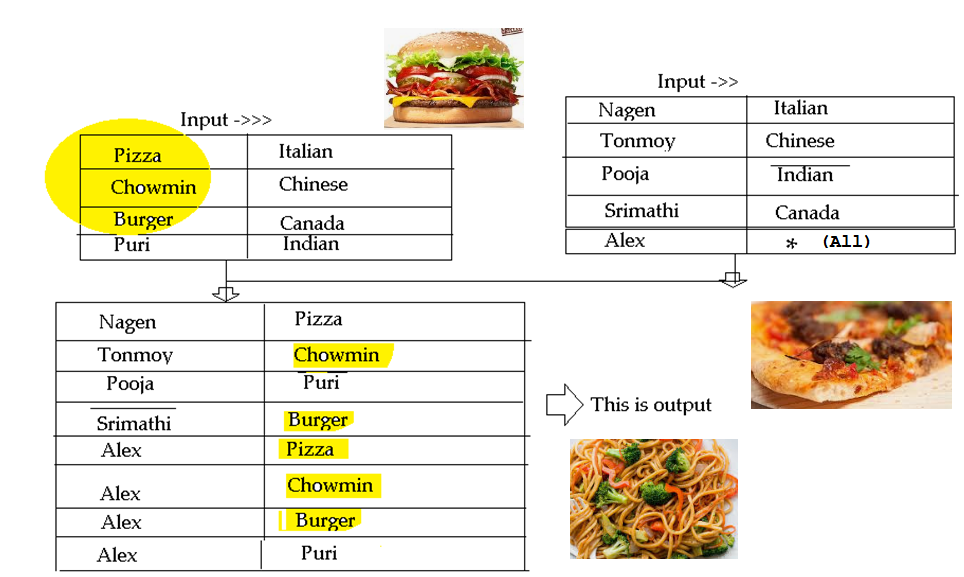 Input ->>>
Pizza Italian
Chowmin Chinese
Burger Canada
Puri Indian
Input ->>
Nagen Italian
Tonmoy Chinese
Pooja Indian
Srimathi Canada
Alex * (All)
Nagen Pizza
Tonmoy Chowmin
Pooja Puri
Srimathi Burger
Alex Pizza
Alex Chowmin
Alex Burger
Alex Puri
This is output